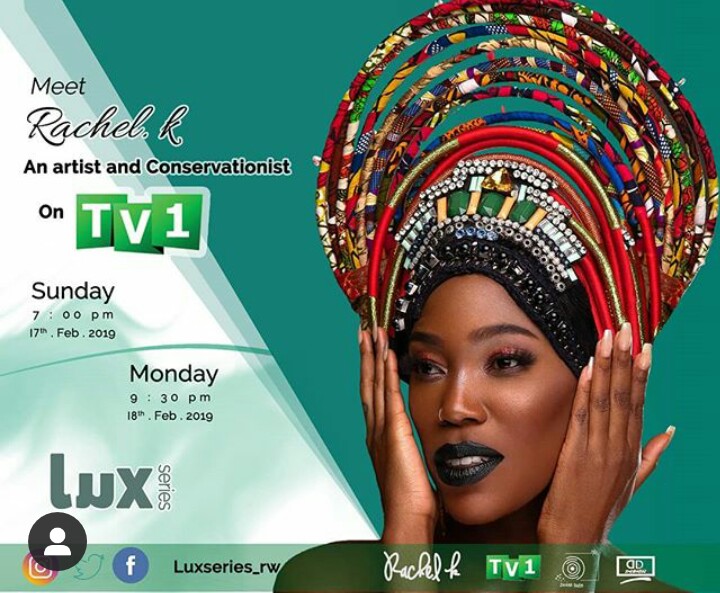 Meet
Rachel. K
An artist and Conservationist
On TV1
Sunday
7 : 00 pm
17th . Feb . 2019
Monday
9 : 30 pm
18th . Feb . 2019
Lux series
Luxseries_rw
Rachel k
TV1